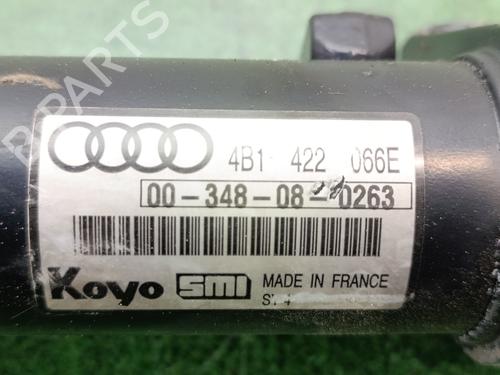 4B1 422 066E
00-348-08-0263
Koyo SMI MADE IN FRANCE
PARTS